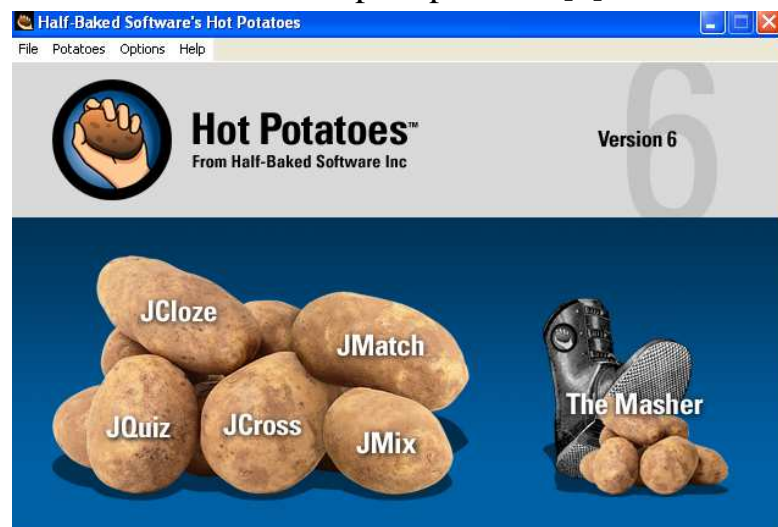 Half-Baked Software's Hot Potatoes
File Potatoes Options Help
Hot Potatoes™
From Half-Baked Software Inc
Version 6
6
JCloze
JMatch
JQuiz
JCross
JMix
The Masher